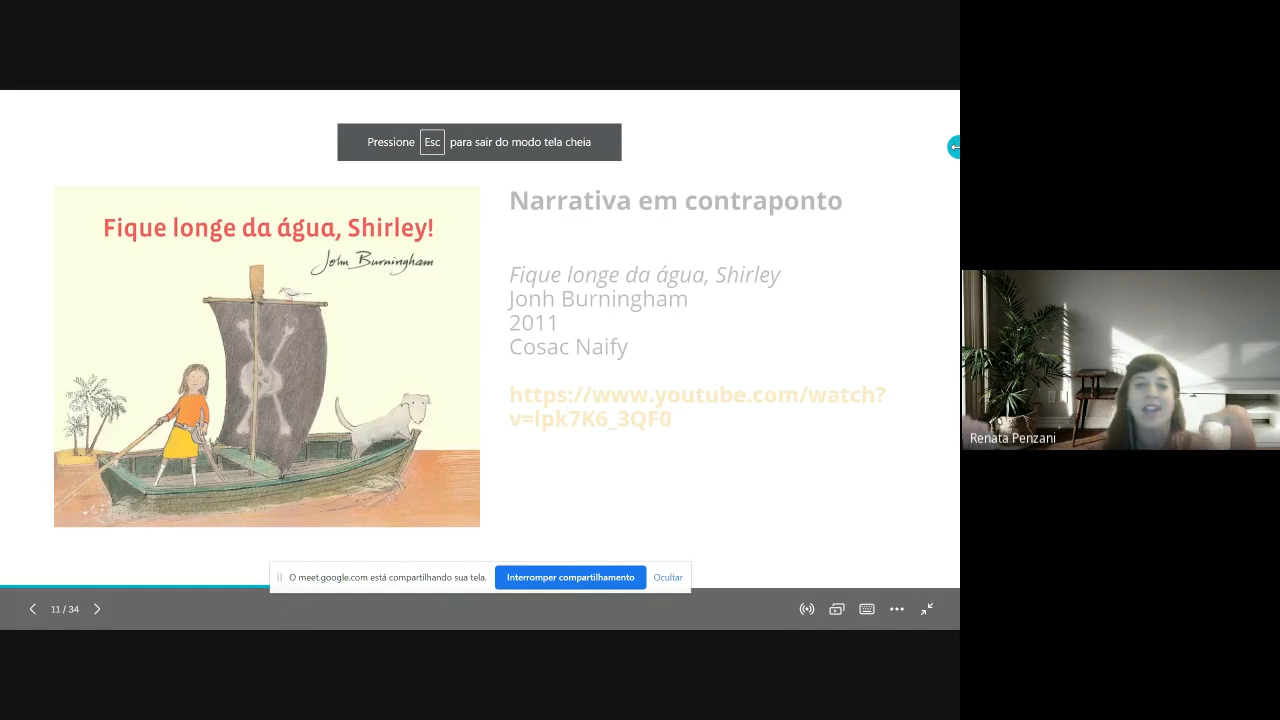 Pressione Esc para sair do modo tela cheia
Fique longe da água, Shirley!
John Burningham
Narrativa em contraponto
Fique longe da água, Shirley
Jonh Burningham
2011
Cosac Naify
https://www.youtube.com/watch?
v=lpk7K6_3QF0
Renata Penzani
O meet.google.com está compartilhando sua tela. Interromper compartilhamento Ocultar
11 / 34